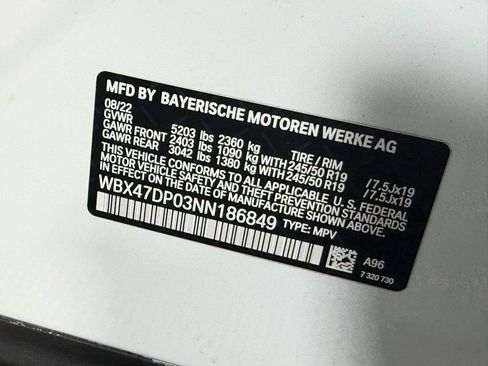 MFD BY BAYERISCHE MOTOREN WERKE AG
08/22 TIRE / RIM
GVWR 5203 lbs 2360 kg
GAWR FRONT 2403 lbs 1090 kg WITH 245/50 R19 /7.5Jx19
GAWR REAR 3042 lbs 1380 kg WITH 245/50 R19 /7.5Jx19
THIS VEHICLE CONFORMS TO ALL APPLICABLE FEDERAL
MOTOR VEHICLE SAFETY STANDARDS IN EFFECT ON
THE DATE OF MANUFACTURE SHOWN ABOVE.
WBX47DP03NN186849 TYPE: MPV
A96
7 320 730